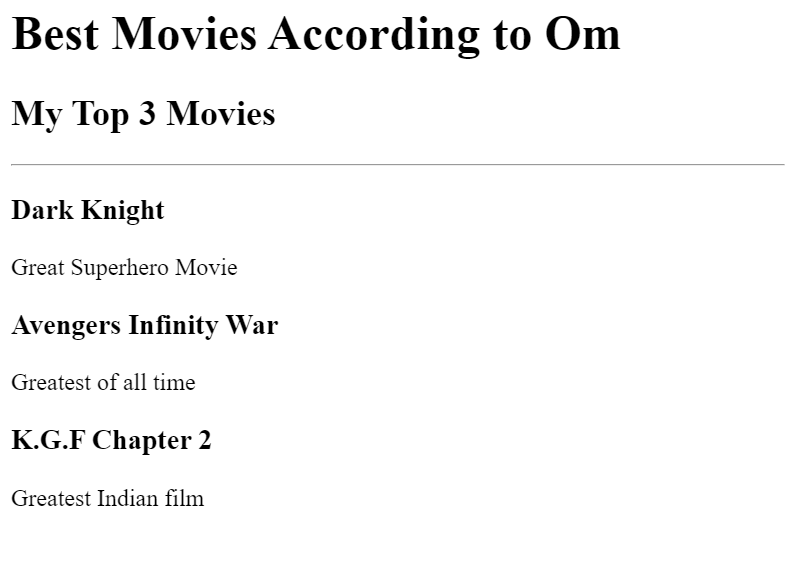 Best Movies According to Om
My Top 3 Movies
Dark Knight
Great Superhero Movie
Avengers Infinity War
Greatest of all time
K.G.F Chapter 2
Greatest Indian film